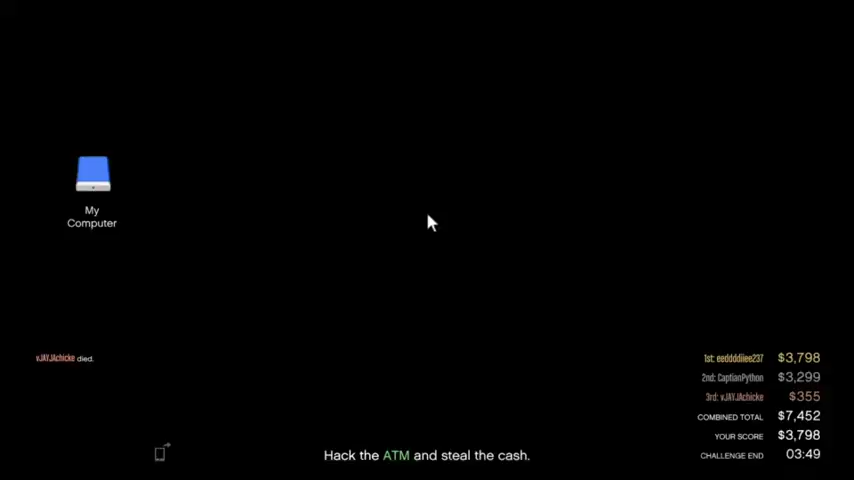 My
Computer
vJAYJAchicke died.
1st: eeddddiiee237 $3,798
2nd: CaptianPython $3,299
3rd: vJAYJAchicke $355
COMBINED TOTAL $7,452
YOUR SCORE $3,798
Hack the ATM and steal the cash.
CHALLENGE END 03:49